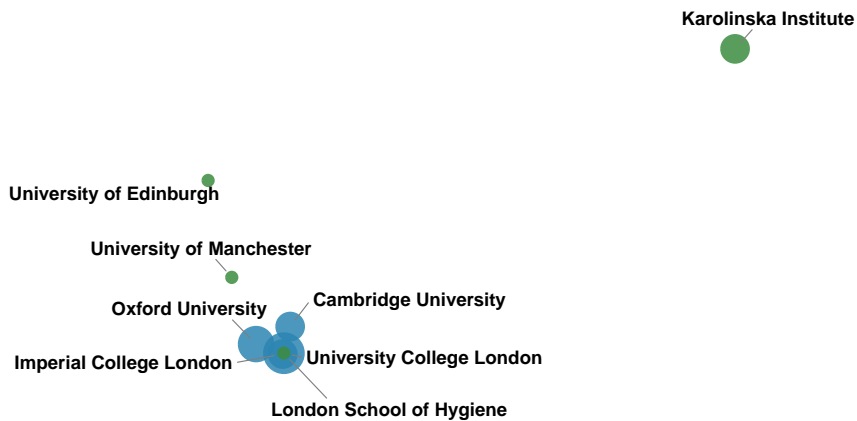 Karolinska Institute
University of Edinburgh
University of Manchester
Oxford University
Cambridge University
Imperial College London
University College London
London School of Hygiene